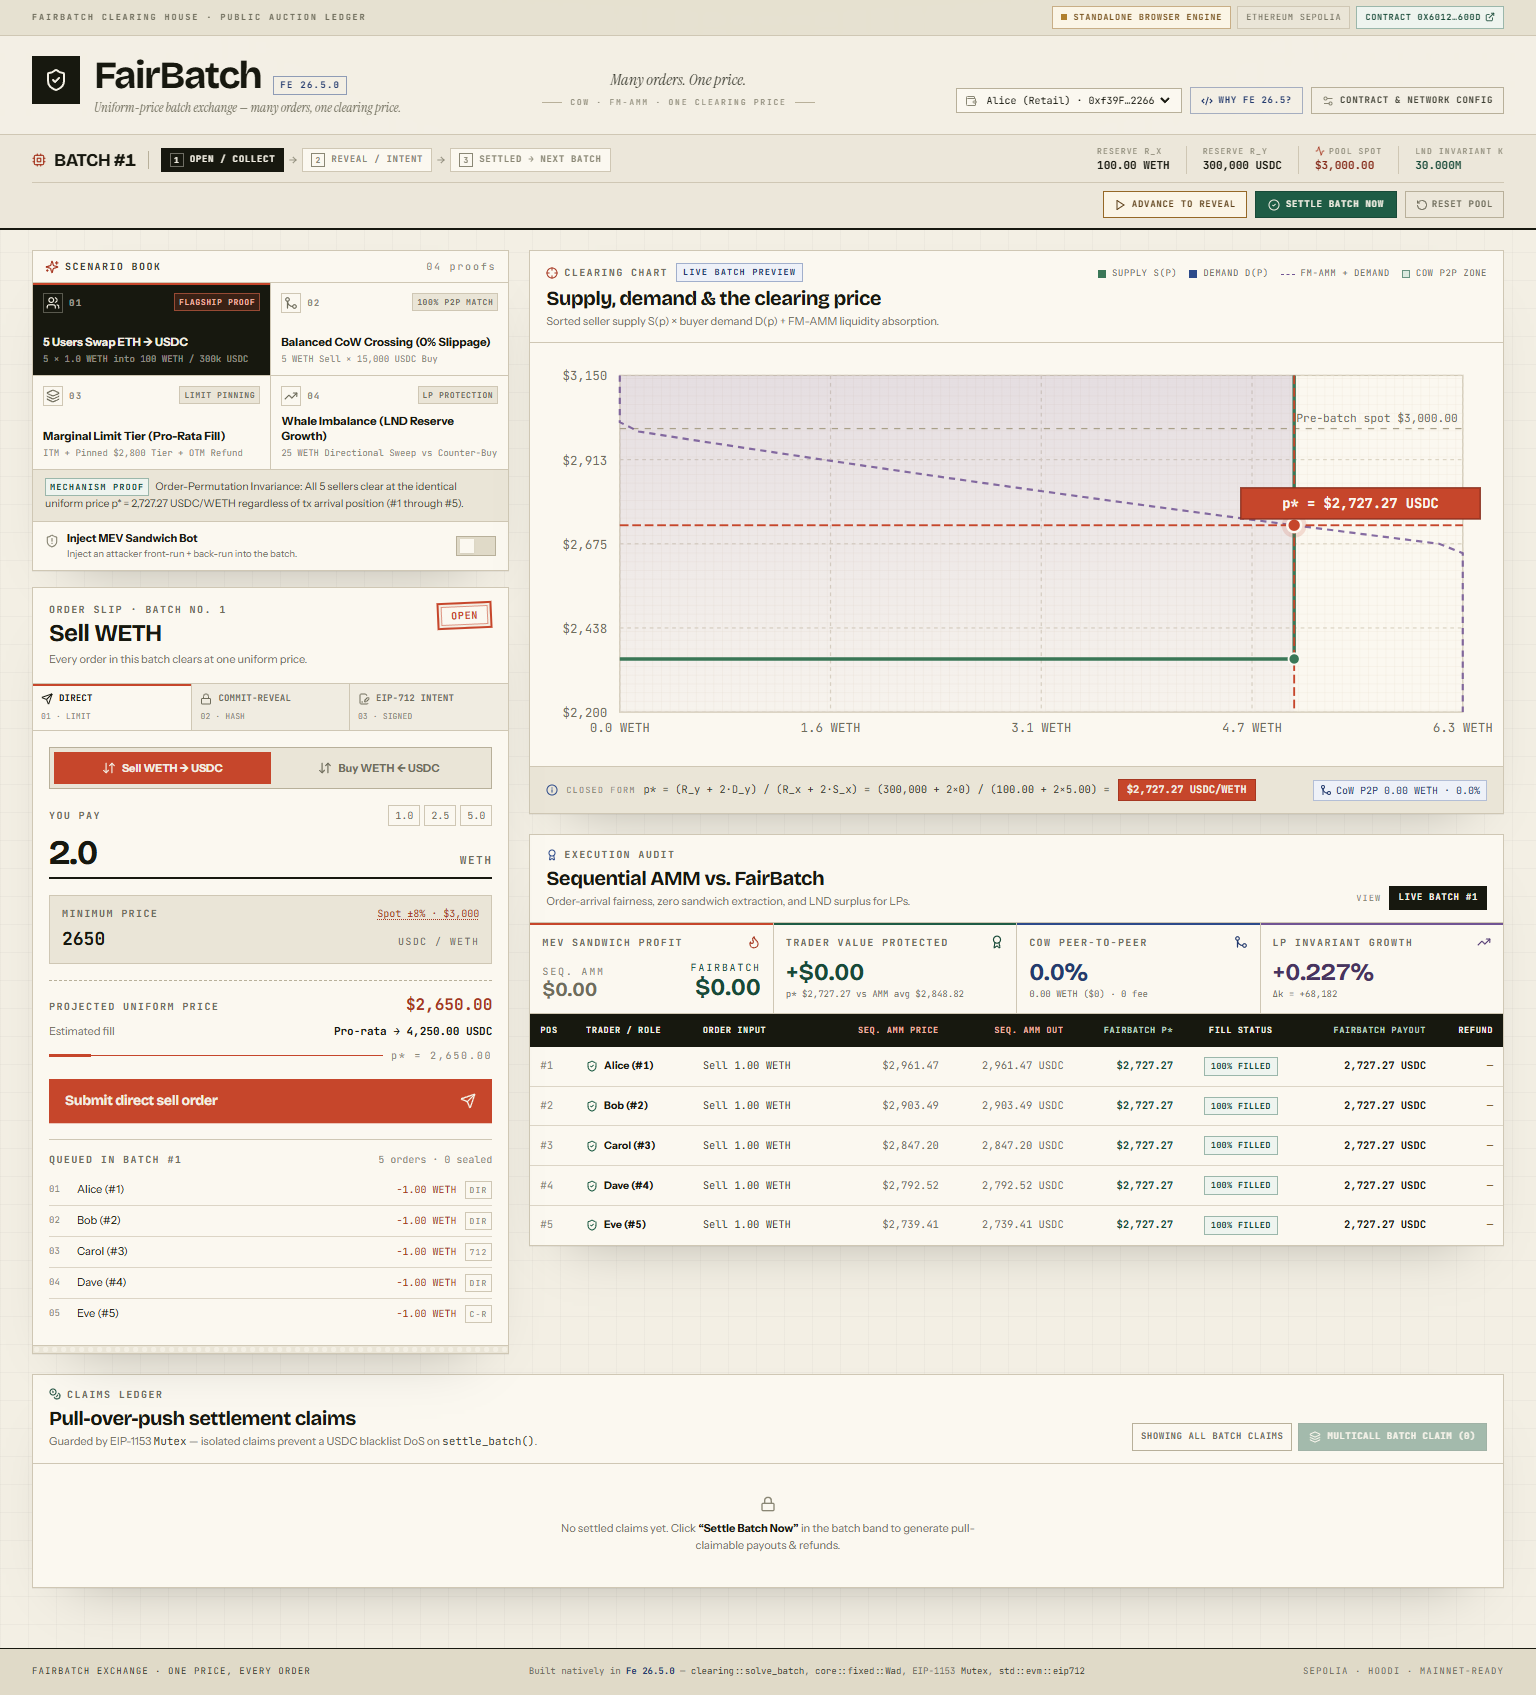 FAIRBATCH CLEARING HOUSE · PUBLIC AUCTION LEDGER
STANDALONE BROWSER ENGINE
ETHEREUM SEPOLIA
CONTRACT 0X6012…600D
FairBatch
FE 26.5.0
Uniform-price batch exchange — many orders, one clearing price.
Many orders. One price.
COW · FM-AMM · ONE CLEARING PRICE
Alice (Retail) · 0xf39F…2266
WHY FE 26.5?
CONTRACT & NETWORK CONFIG
BATCH #1
1 OPEN / COLLECT → 2 REVEAL / INTENT → 3 SETTLED → NEXT BATCH
RESERVE R_X
100.00 WETH
RESERVE R_Y
300,000 USDC
POOL SPOT
$3,000.00
LND INVARIANT K
30.000M
ADVANCE TO REVEAL
SETTLE BATCH NOW
RESET POOL
SCENARIO BOOK
04 proofs
01
FLAGSHIP PROOF
5 Users Swap ETH → USDC
5 × 1.0 WETH into 100 WETH / 300k USDC
02
100% P2P MATCH
Balanced CoW Crossing (0% Slippage)
5 WETH Sell × 15,000 USDC Buy
03
LIMIT PINNING
Marginal Limit Tier (Pro-Rata Fill)
ITM + Pinned $2,800 Tier + OTM Refund
04
LP PROTECTION
Whale Imbalance (LND Reserve
Growth)
25 WETH Directional Sweep vs Counter-Buy
MECHANISM PROOF Order-Permutation Invariance: All 5 sellers clear at the identical
uniform price p* = 2,727.27 USDC/WETH regardless of tx arrival position (#1 through #5).
Inject MEV Sandwich Bot
Inject an attacker front-run + back-run into the batch.
ORDER SLIP · BATCH NO. 1
OPEN
Sell WETH
Every order in this batch clears at one uniform price.
DIRECT
01 · LIMIT
COMMIT-REVEAL
02 · HASH
EIP-712 INTENT
03 · SIGNED
Sell WETH → USDC
Buy WETH ← USDC
YOU PAY
1.0
2.5
5.0
2.0
WETH
MINIMUM PRICE
Spot ±8% · $3,000
2650
USDC / WETH
PROJECTED UNIFORM PRICE
$2,650.00
Estimated fill
Pro-rata → 4,250.00 USDC
p* = 2,650.00
Submit direct sell order
QUEUED IN BATCH #1
5 orders · 0 sealed
01 Alice (#1) -1.00 WETH DIR
02 Bob (#2) -1.00 WETH DIR
03 Carol (#3) -1.00 WETH 712
04 Dave (#4) -1.00 WETH DIR
05 Eve (#5) -1.00 WETH C-R
CLEARING CHART
LIVE BATCH PREVIEW
SUPPLY S(P)
DEMAND D(P)
FM-AMM + DEMAND
COW P2P ZONE
Supply, demand & the clearing price
Sorted seller supply S(p) × buyer demand D(p) + FM-AMM liquidity absorption.
$3,150
Pre-batch spot $3,000.00
$2,913
p* = $2,727.27 USDC
$2,675
$2,438
$2,200
0.0 WETH
1.6 WETH
3.1 WETH
4.7 WETH
6.3 WETH
CLOSED FORM p* = (R_y + 2·D_y) / (R_x + 2·S_x) = (300,000 + 2×0) / (100.00 + 2×5.00) = $2,727.27 USDC/WETH
CoW P2P 0.00 WETH · 0.0%
EXECUTION AUDIT
Sequential AMM vs. FairBatch
Order-arrival fairness, zero sandwich extraction, and LND surplus for LPs.
VIEW
LIVE BATCH #1
MEV SANDWICH PROFIT
SEQ. AMM
$0.00
FAIRBATCH
$0.00
TRADER VALUE PROTECTED
+$0.00
p* $2,727.27 vs AMM avg $2,848.82
COW PEER-TO-PEER
0.0%
0.00 WETH ($0) · 0 fee
LP INVARIANT GROWTH
+0.227%
Δk = +68,182
POS TRADER / ROLE ORDER INPUT SEQ. AMM PRICE SEQ. AMM OUT FAIRBATCH P* FILL STATUS FAIRBATCH PAYOUT REFUND
#1 Alice (#1) Sell 1.00 WETH $2,961.47 2,961.47 USDC $2,727.27 100% FILLED 2,727.27 USDC —
#2 Bob (#2) Sell 1.00 WETH $2,903.49 2,903.49 USDC $2,727.27 100% FILLED 2,727.27 USDC —
#3 Carol (#3) Sell 1.00 WETH $2,847.20 2,847.20 USDC $2,727.27 100% FILLED 2,727.27 USDC —
#4 Dave (#4) Sell 1.00 WETH $2,792.52 2,792.52 USDC $2,727.27 100% FILLED 2,727.27 USDC —
#5 Eve (#5) Sell 1.00 WETH $2,739.41 2,739.41 USDC $2,727.27 100% FILLED 2,727.27 USDC —
CLAIMS LEDGER
Pull-over-push settlement claims
Guarded by EIP-1153 Mutex — isolated claims prevent a USDC blacklist DoS on settle_batch().
SHOWING ALL BATCH CLAIMS
MULTICALL BATCH CLAIM (0)
No settled claims yet. Click “Settle Batch Now” in the batch band to generate pull-
claimable payouts & refunds.
FAIRBATCH EXCHANGE · ONE PRICE, EVERY ORDER
Built natively in Fe 26.5.0 — clearing::solve_batch, core::fixed::Wad, EIP-1153 Mutex, std::evm::eip712
SEPOLIA · HOODI · MAINNET-READY